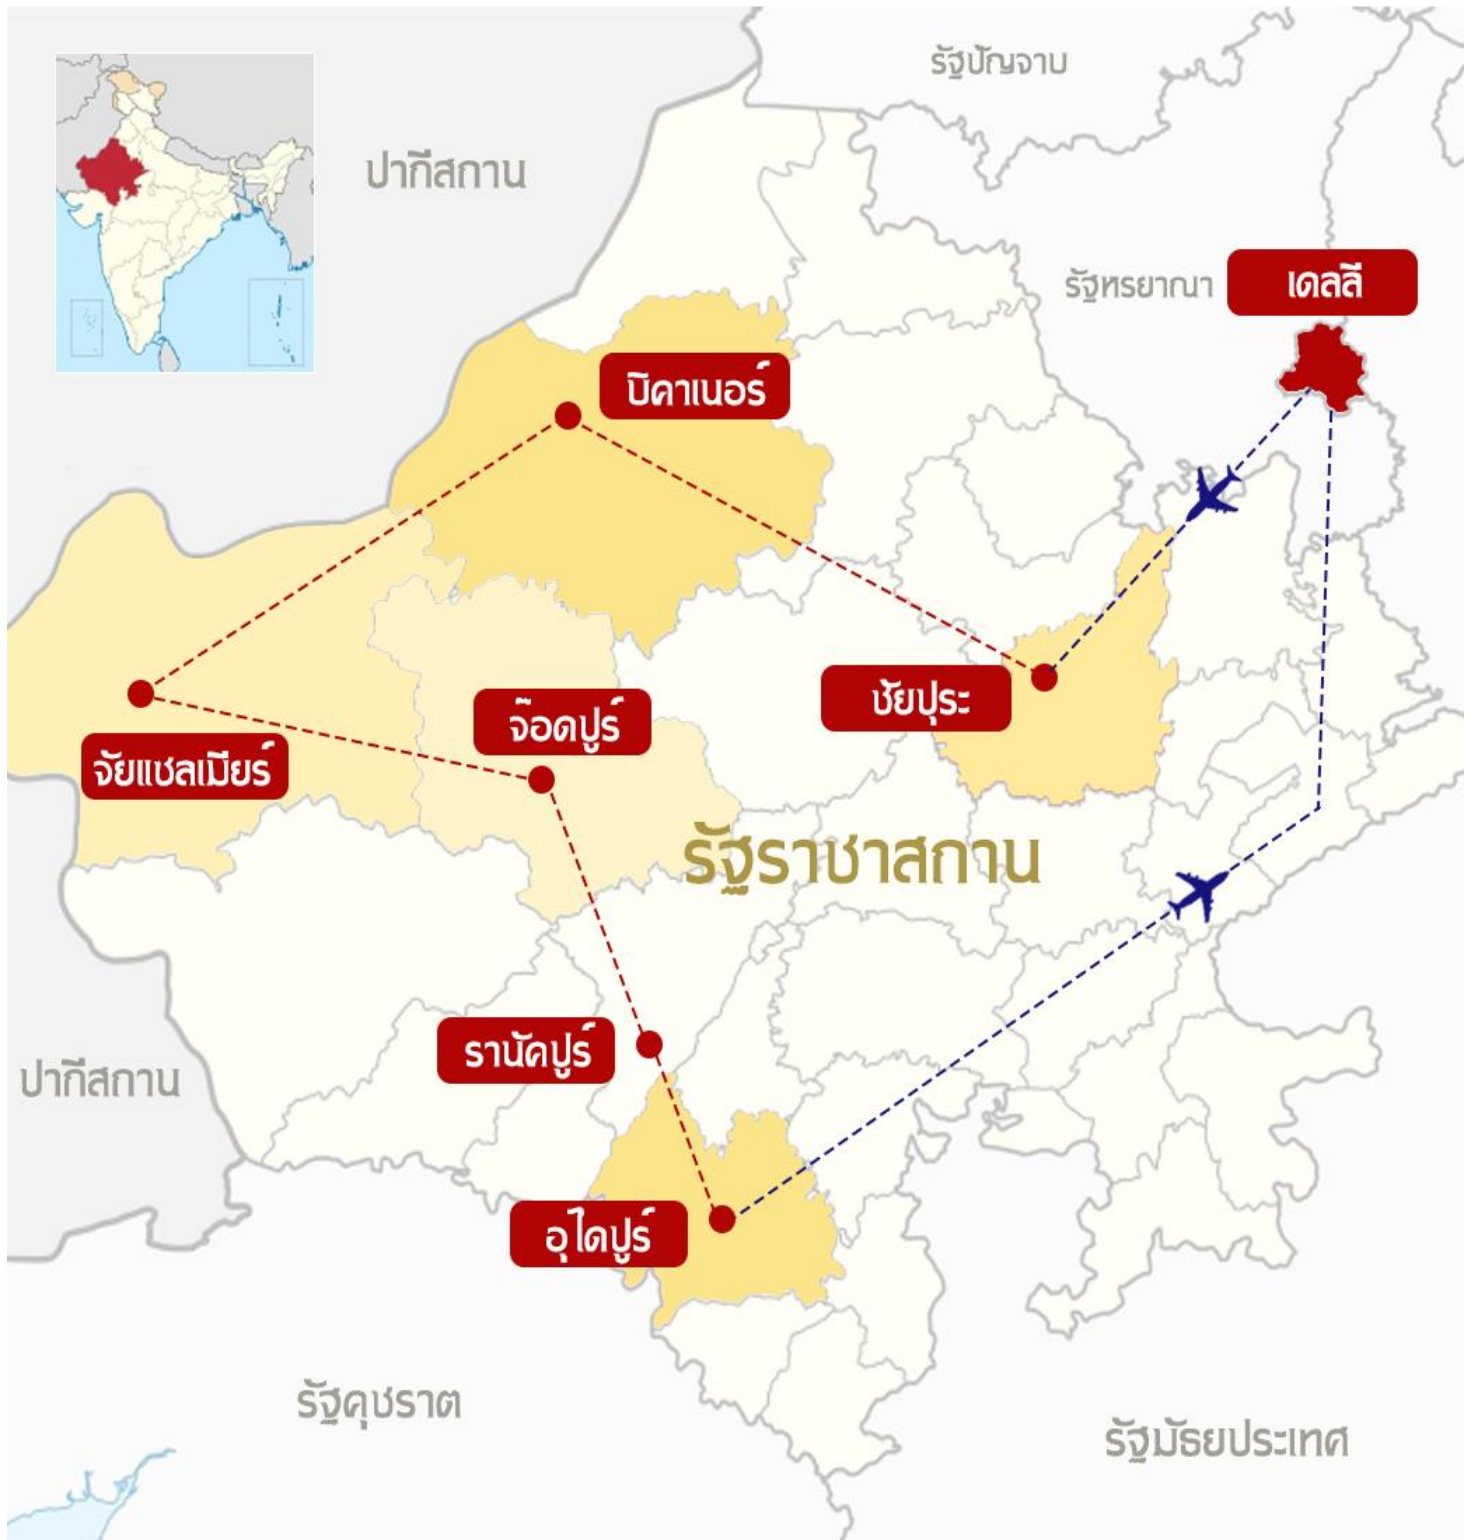 รัฐปัญจาบ
ปากีสถาน
รัฐหรยาณา
เดลลี
บิคาเนอร์
ชัยปุระ
จ๊อดปูร์
จัยแซลเมียร์
รัฐราชาสถาน
รานัคปูร์
ปากีสถาน
อุไดปูร์
รัฐคุชราต
รัฐมัธยประเทศ